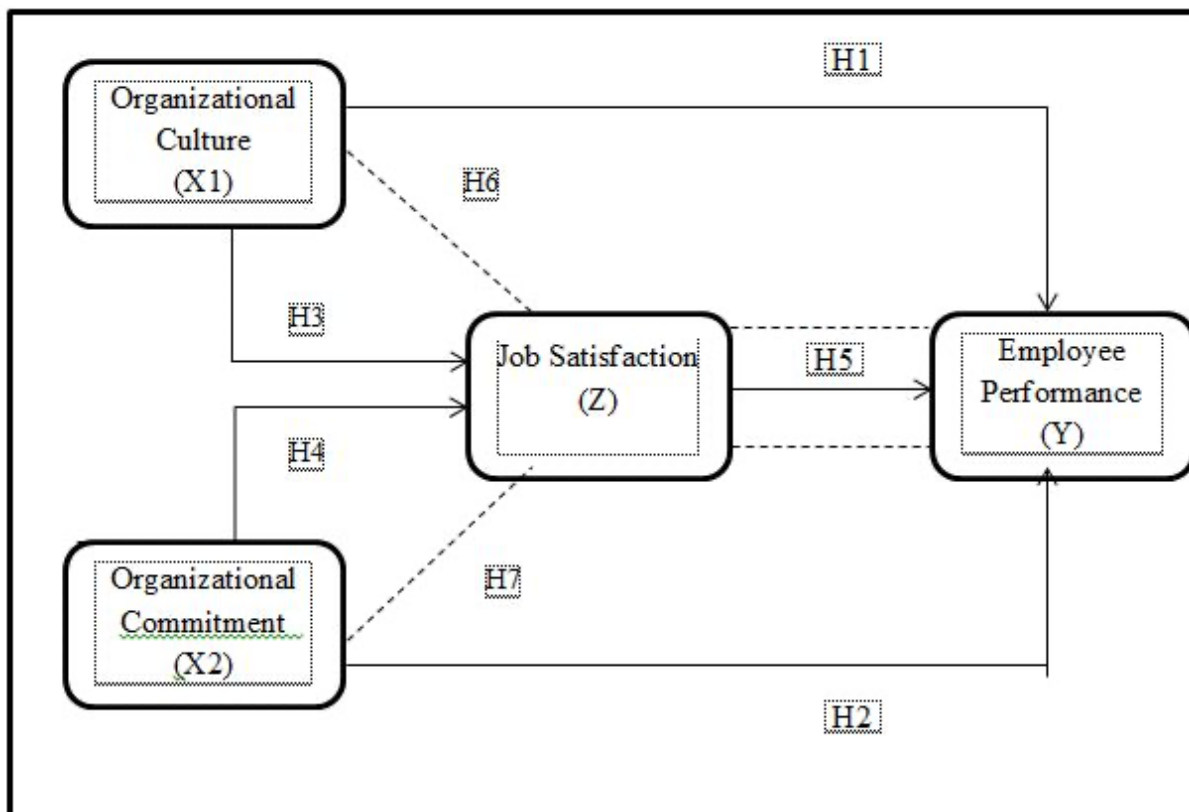 H1
Organizational
Culture
(X1)
H6
H3
Job Satisfaction
(Z)
H5
Employee
Performance
(Y)
H4
Organizational
Commitment
(X2)
H7
H2